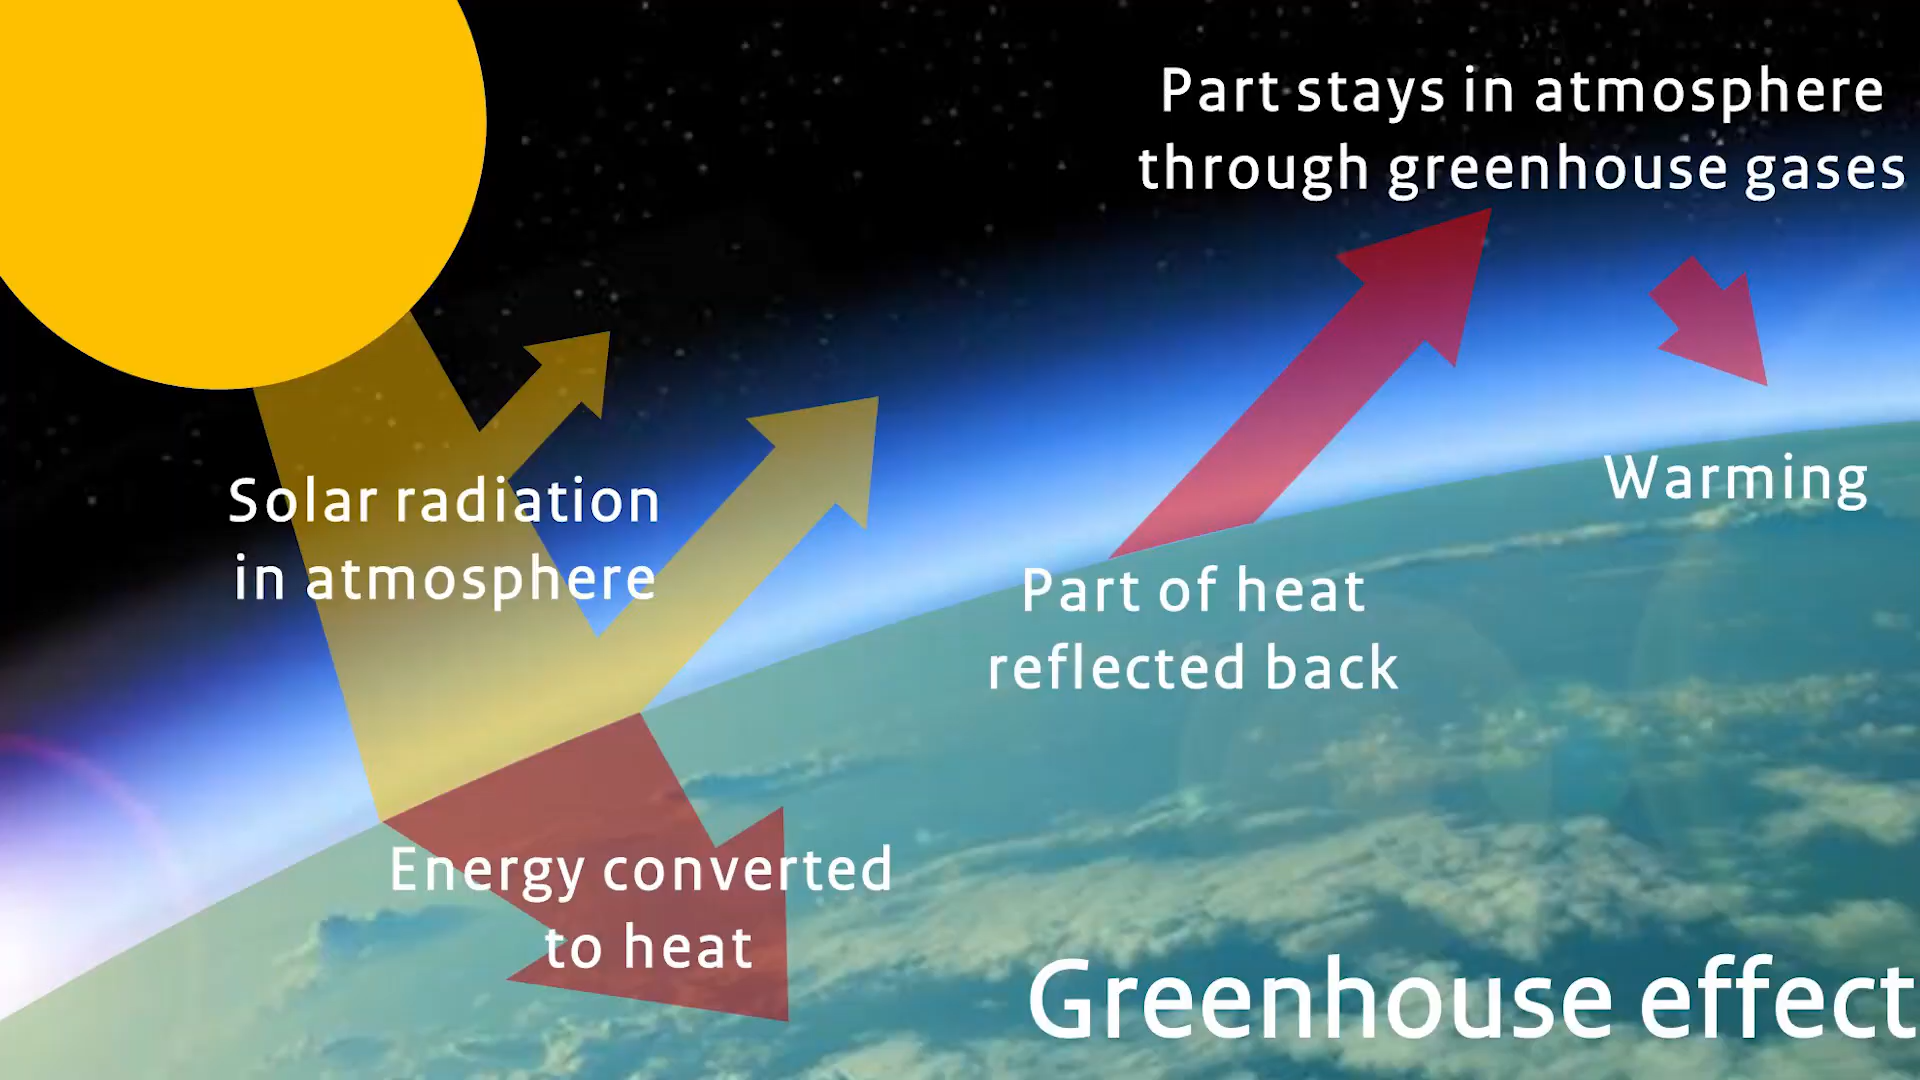 Part stays in atmosphere
through greenhouse gases
Solar radiation
in atmosphere
Warming
Part of heat
reflected back
Energy converted
to heat
Greenhouse effect